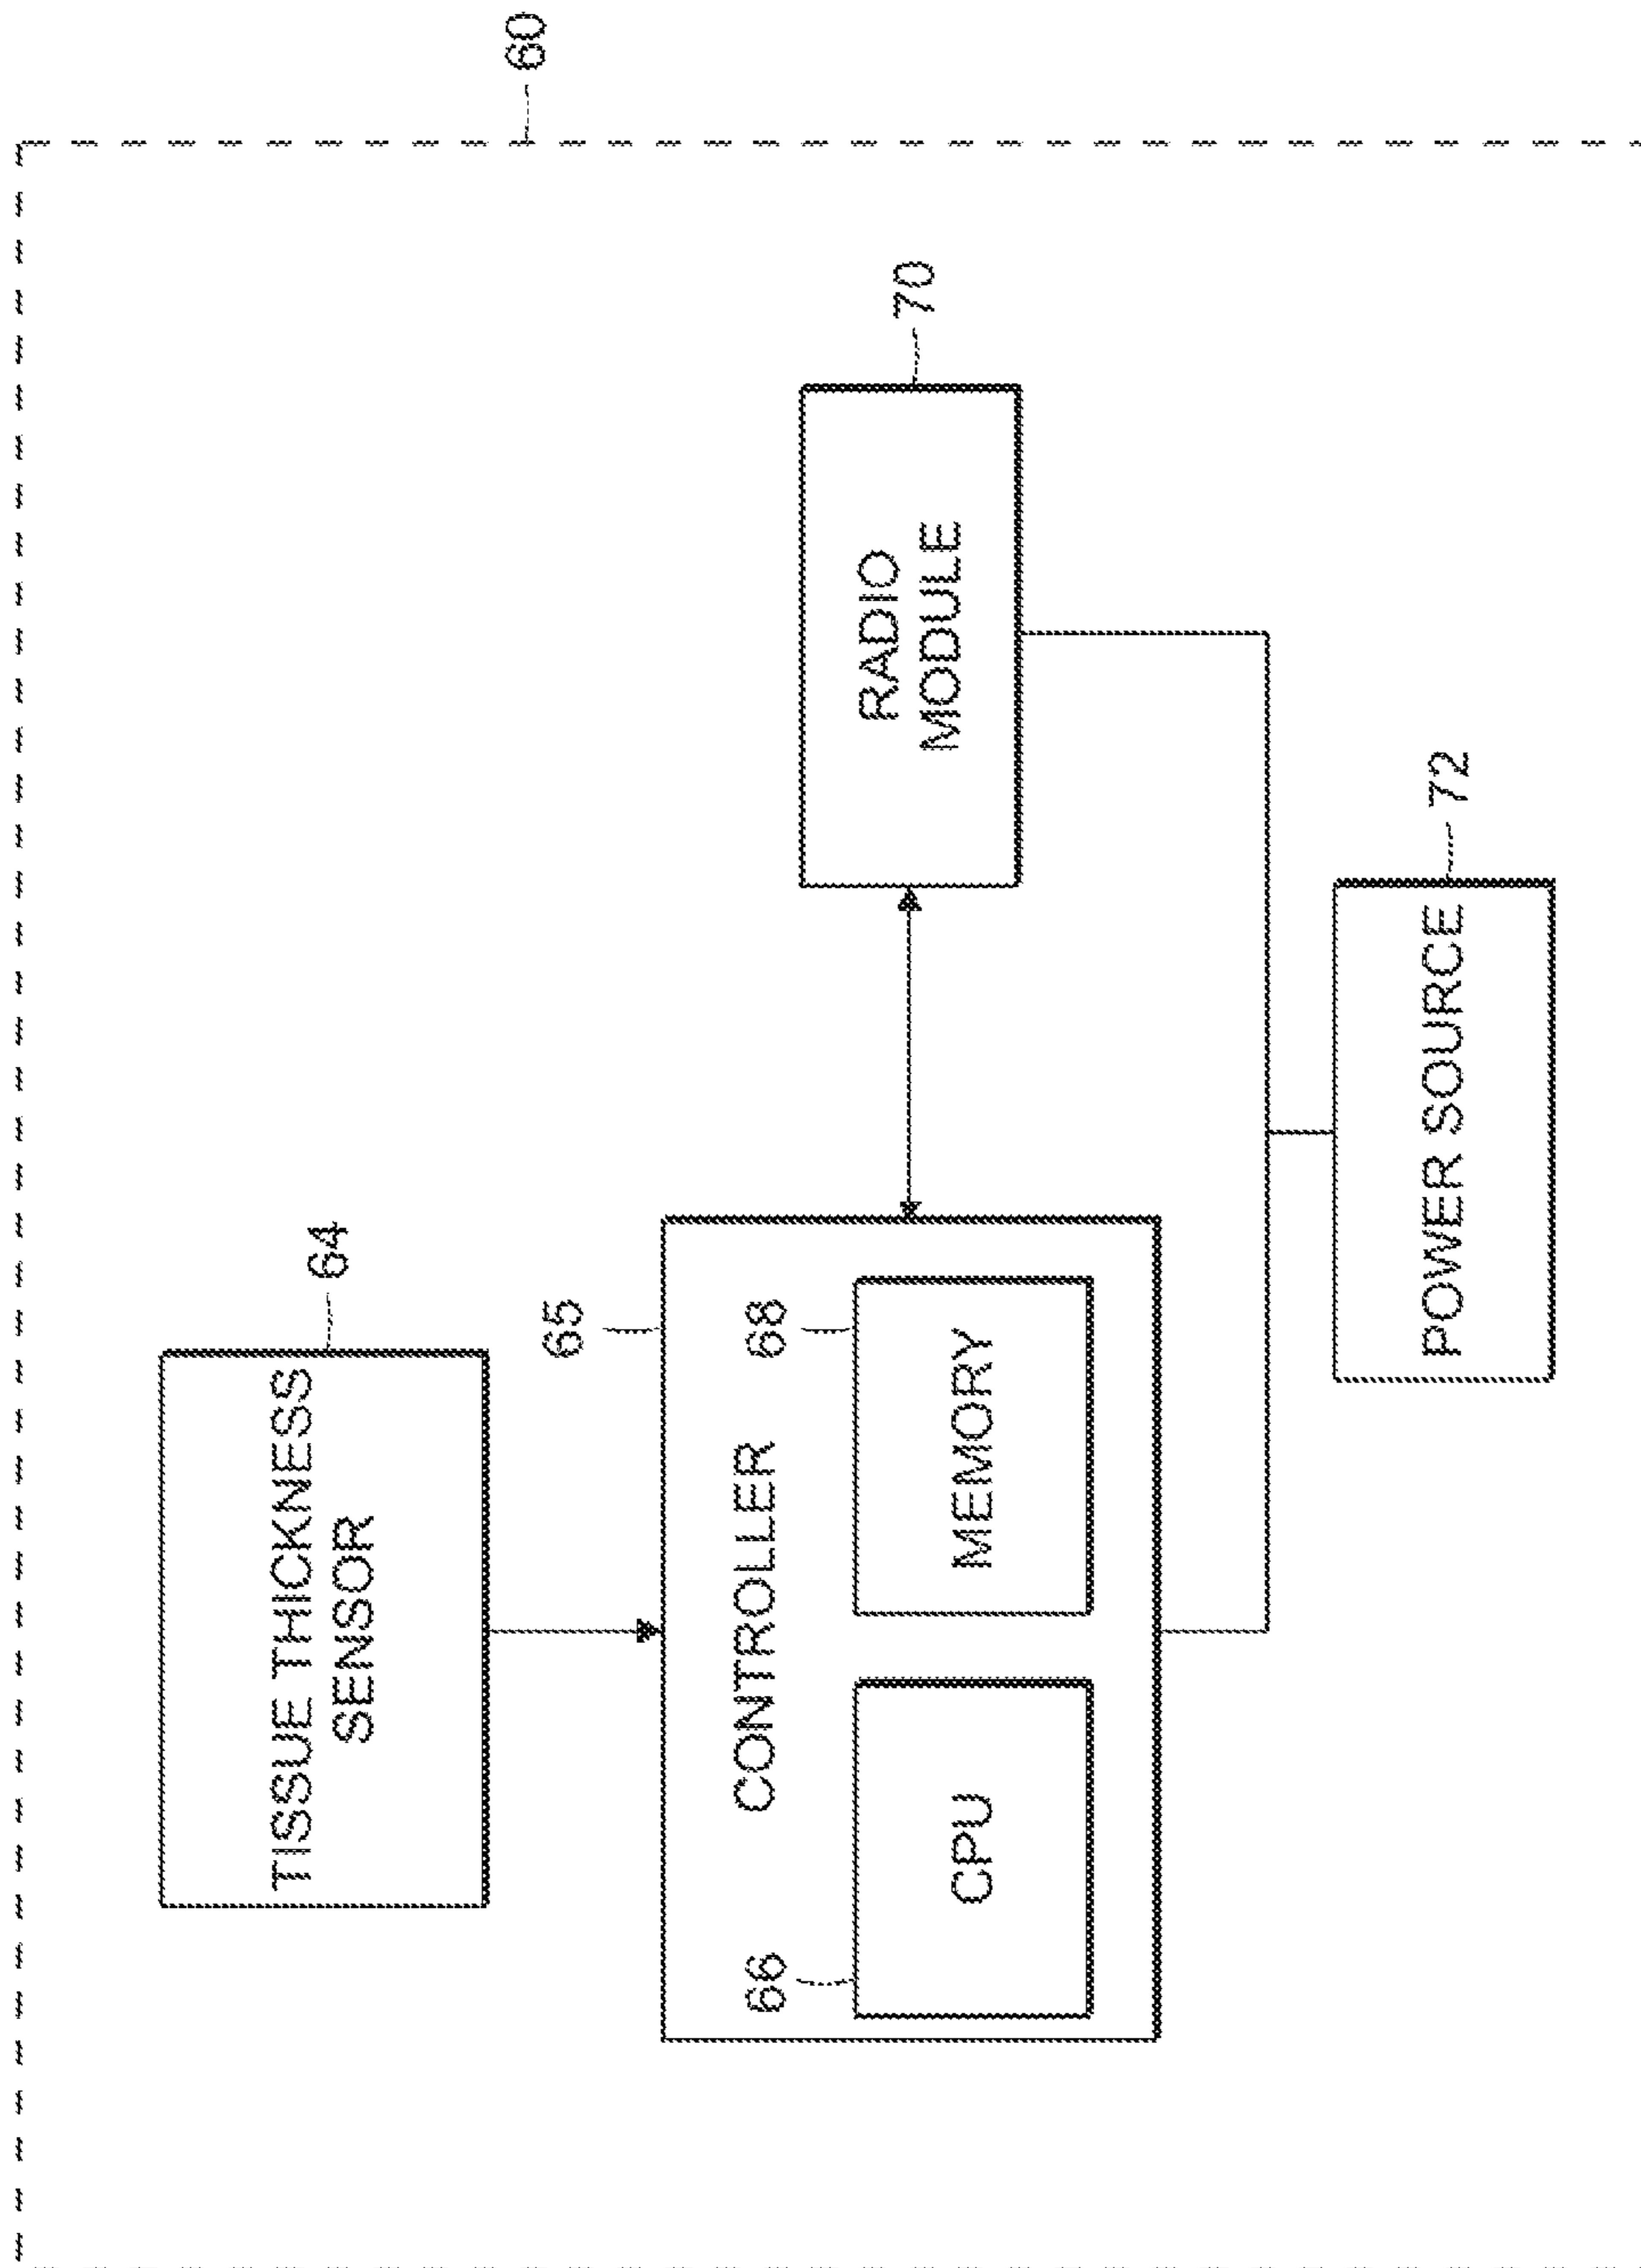 60
TISSUE THICKNESS
SENSOR
64
65
CONTROLLER
66
CPU
68
MEMORY
70
RADIO
MODULE
72
POWER SOURCE